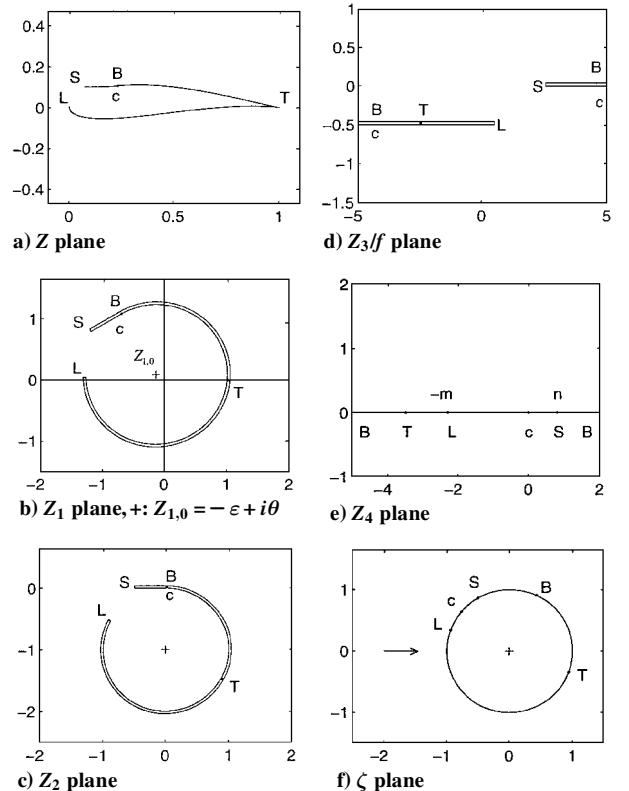 0.4
0.2
0
-0.2
-0.4
0
0.5
1
S
B
L
c
T
a) Z plane
1
0.5
0
-0.5
-1
-1.5
-5
0
5
B
S
c
B
T
c
L
d) Z3/f plane
1
0
-1
-2
-1
0
1
2
B
S
c
L
Z1,0
T
b) Z1 plane, +: Z1,0 = − ε + iθ
2
1
0
-1
-4
-2
0
2
-m
n
B
T
L
c
S
B
e) Z4 plane
0
-1
-2
-2
-1
0
1
2
S
B
c
L
T
c) Z2 plane
1
0
-1
-2
-1
0
1
S
B
c
L
T
f) ζ plane